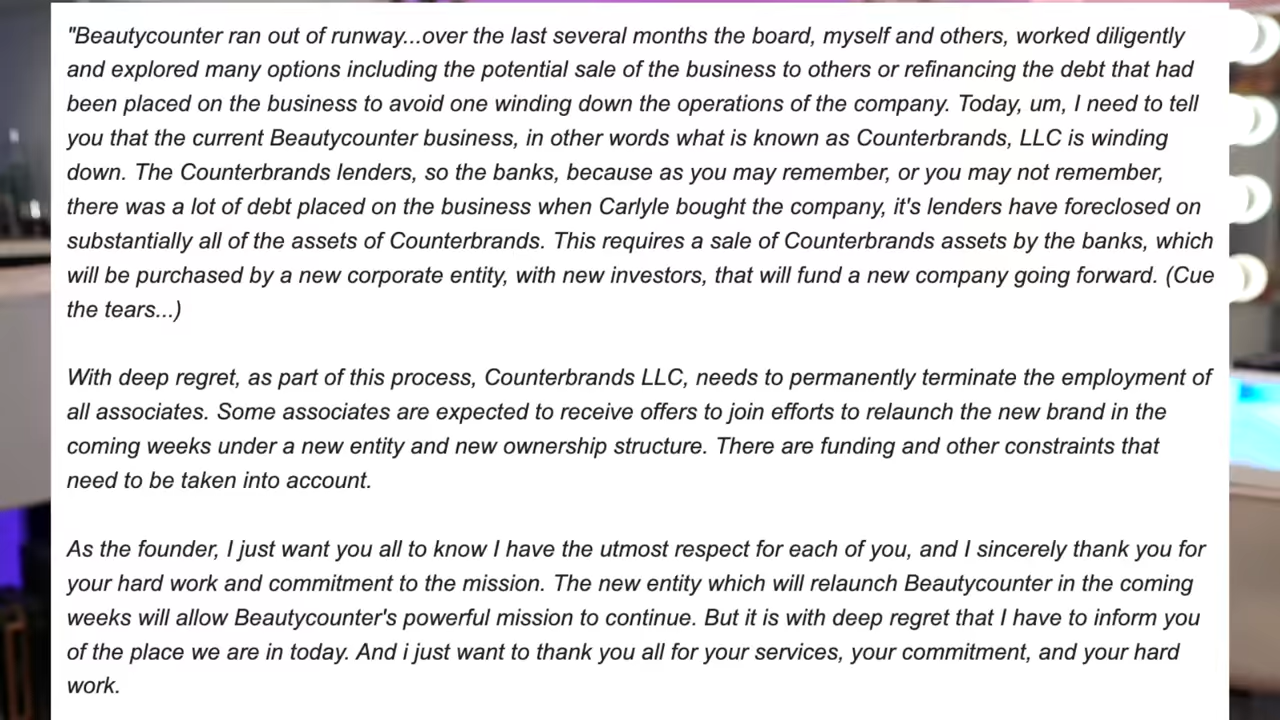 "Beautycounter ran out of runway...over the last several months the board, myself and others, worked diligently
and explored many options including the potential sale of the business to others or refinancing the debt that had
been placed on the business to avoid one winding down the operations of the company. Today, um, I need to tell
you that the current Beautycounter business, in other words what is known as Counterbrands, LLC is winding
down. The Counterbrands lenders, so the banks, because as you may remember, or you may not remember,
there was a lot of debt placed on the business when Carlyle bought the company, it's lenders have foreclosed on
substantially all of the assets of Counterbrands. This requires a sale of Counterbrands assets by the banks, which
will be purchased by a new corporate entity, with new investors, that will fund a new company going forward. (Cue
the tears...)
With deep regret, as part of this process, Counterbrands LLC, needs to permanently terminate the employment of
all associates. Some associates are expected to receive offers to join efforts to relaunch the new brand in the
coming weeks under a new entity and new ownership structure. There are funding and other constraints that
need to be taken into account.
As the founder, I just want you all to know I have the utmost respect for each of you, and I sincerely thank you for
your hard work and commitment to the mission. The new entity which will relaunch Beautycounter in the coming
weeks will allow Beautycounter's powerful mission to continue. But it is with deep regret that I have to inform you
of the place we are in today. And i just want to thank you all for your services, your commitment, and your hard
work.